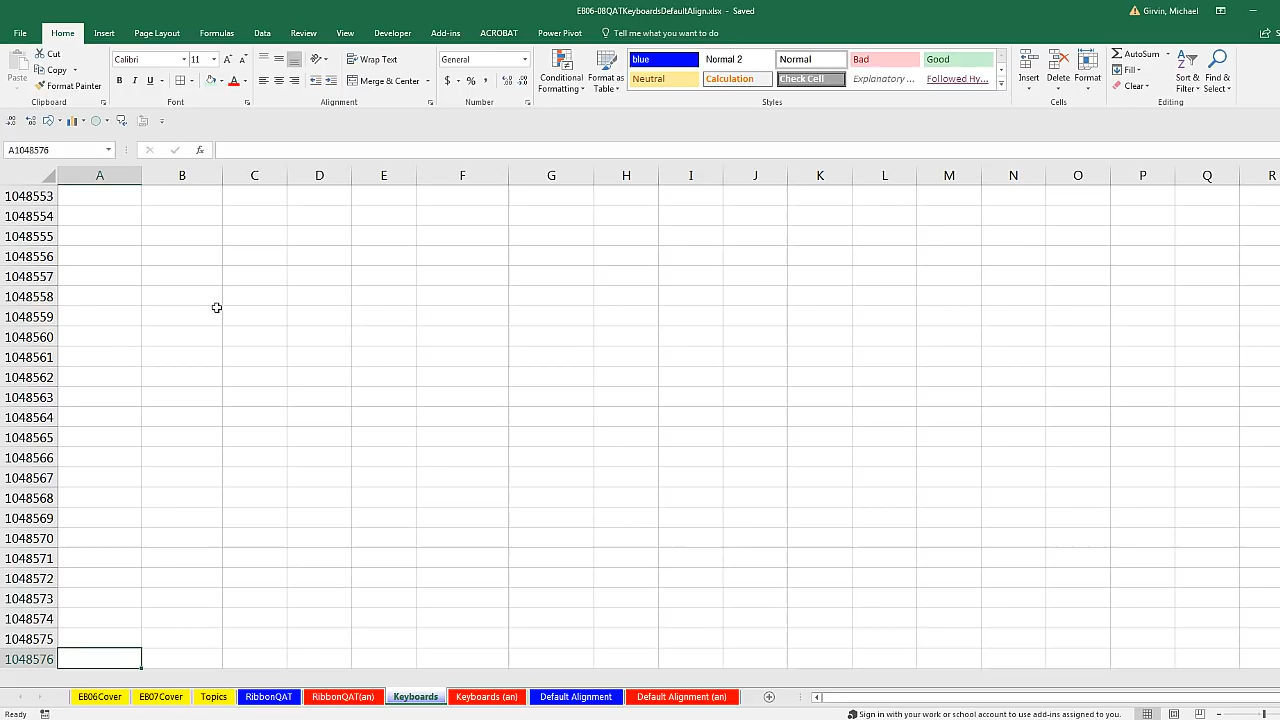 EB06-08QATKeyboardsDefaultAlign.xlsx - Saved
Girvin, Michael
File Home Insert Page Layout Formulas Data Review View Developer Add-ins ACROBAT Power Pivot Tell me what you want to do
Paste
Cut
Copy
Format Painter
Clipboard
Calibri 11
B I U
Font
Wrap Text
Merge & Center
Alignment
General
$ % ,
Number
Conditional Formatting
Format as Table
blue Normal 2 Normal Bad Good
Neutral Calculation Check Cell Explanatory ... Followed Hy...
Styles
Insert Delete Format
Cells
AutoSum
Fill
Clear
Sort & Filter
Find & Select
Editing
A1048576
fx
A B C D E F G H I J K L M N O P Q R
1048553
1048554
1048555
1048556
1048557
1048558
1048559
1048560
1048561
1048562
1048563
1048564
1048565
1048566
1048567
1048568
1048569
1048570
1048571
1048572
1048573
1048574
1048575
1048576
EB06Cover EB07Cover Topics RibbonQAT RibbonQAT(an) Keyboards Keyboards (an) Default Alignment Default Alignment (an)
Ready
Sign in with your work or school account to use add-ins assigned to you.